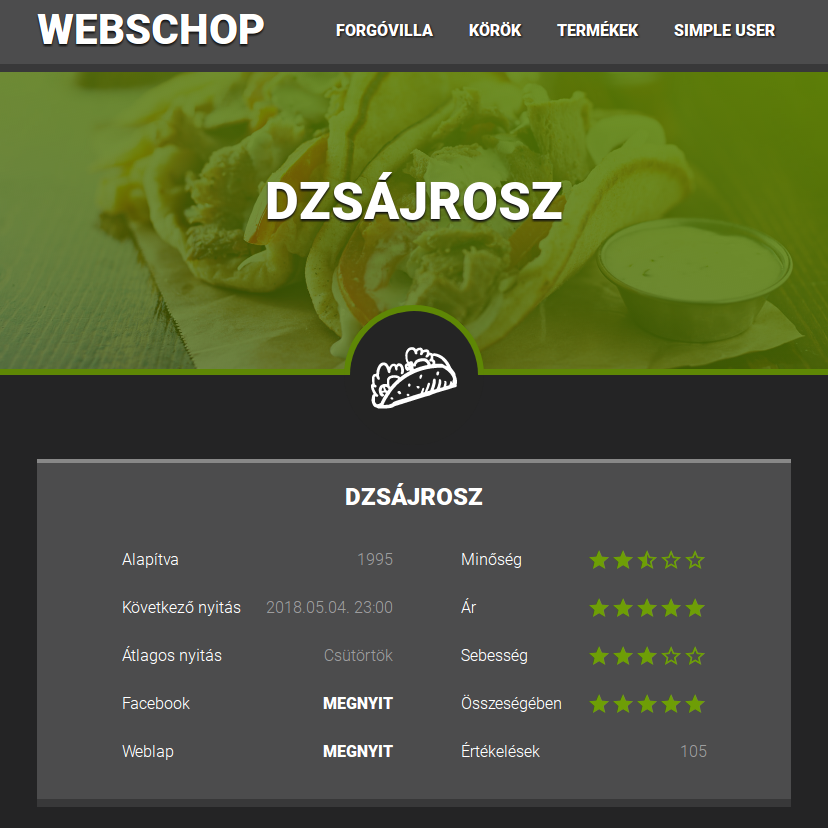 WEBSCHOP
FORGÓVILLA KÖRÖK TERMÉKEK SIMPLE USER
DZSÁJROSZ
DZSÁJROSZ
Alapítva 1995
Következő nyitás 2018.05.04. 23:00
Átlagos nyitás Csütörtök
Facebook MEGNYIT
Weblap MEGNYIT
Minőség
Ár
Sebesség
Összeségében
Értékelések 105